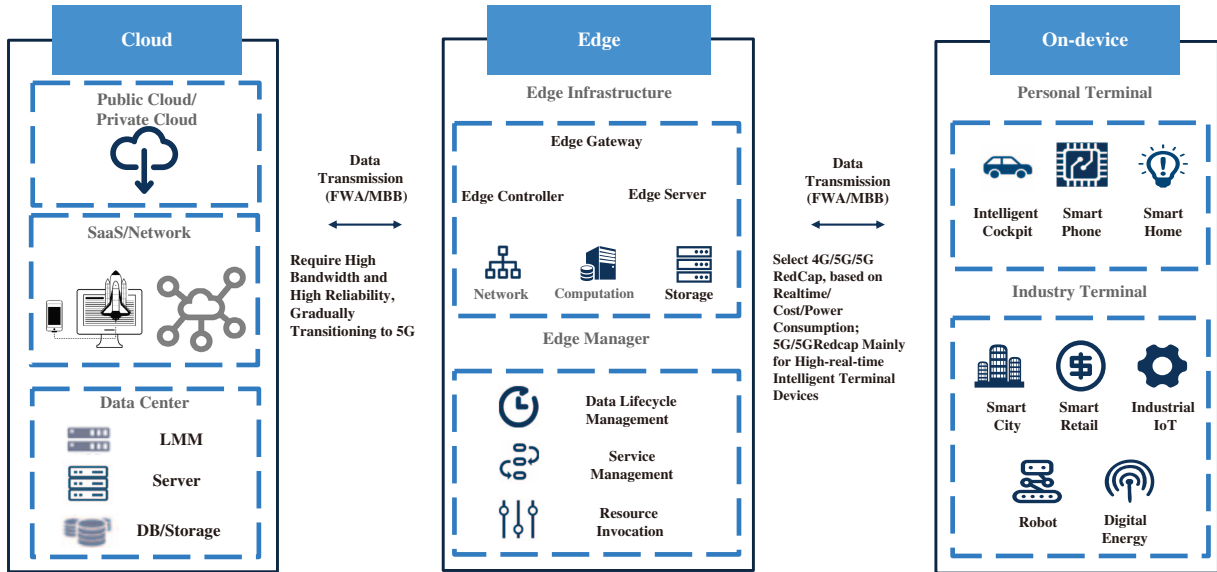 Cloud
Public Cloud/
Private Cloud
SaaS/Network
Data Center
LMM
Server
DB/Storage
Data
Transmission
(FWA/MBB)
Require High
Bandwidth and
High Reliability,
Gradually
Transitioning to 5G
Edge
Edge Infrastructure
Edge Gateway
Edge Controller
Edge Server
Network
Computation
Storage
Edge Manager
Data Lifecycle
Management
Service
Management
Resource
Invocation
Data
Transmission
(FWA/MBB)
Select 4G/5G/5G
RedCap, based on
Realtime/
Cost/Power
Consumption;
5G/5GRedcap Mainly
for High-real-time
Intelligent Terminal
Devices
On-device
Personal Terminal
Intelligent
Cockpit
Smart
Phone
Smart
Home
Industry Terminal
Smart
City
Smart
Retail
Industrial
IoT
Robot
Digital
Energy